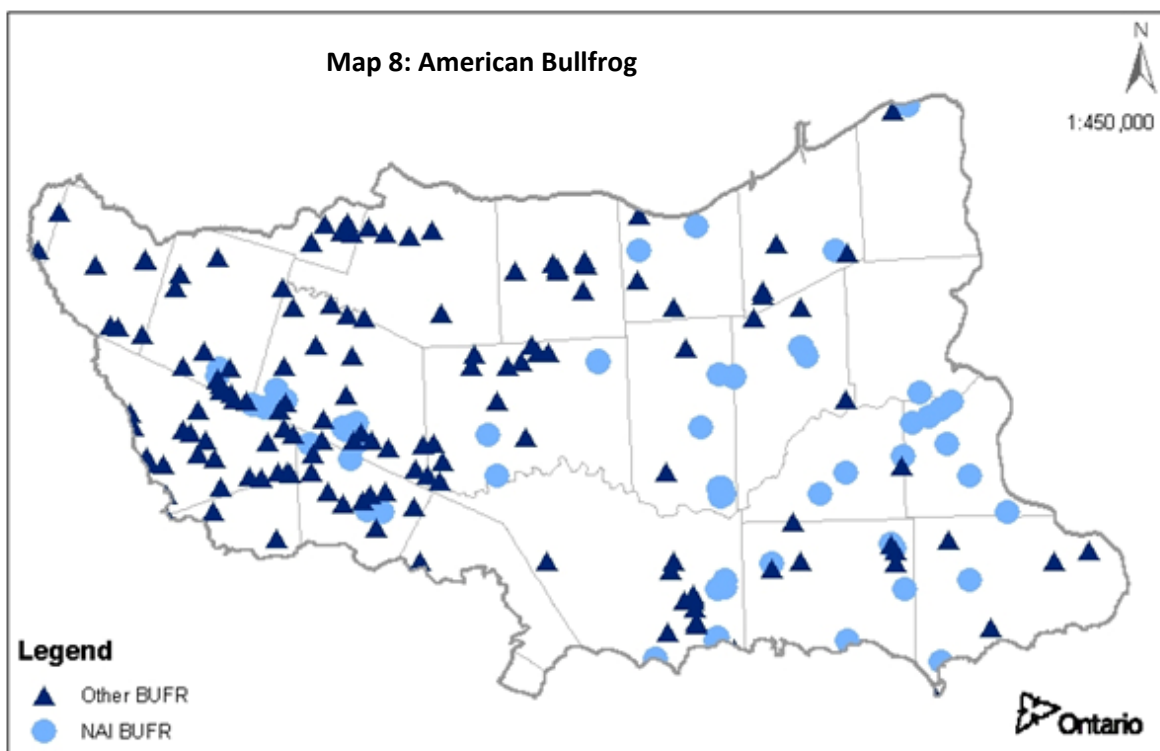 Map 8: American Bullfrog
N
1:450,000
Legend
Other BUFR
NAI BUFR
Ontario